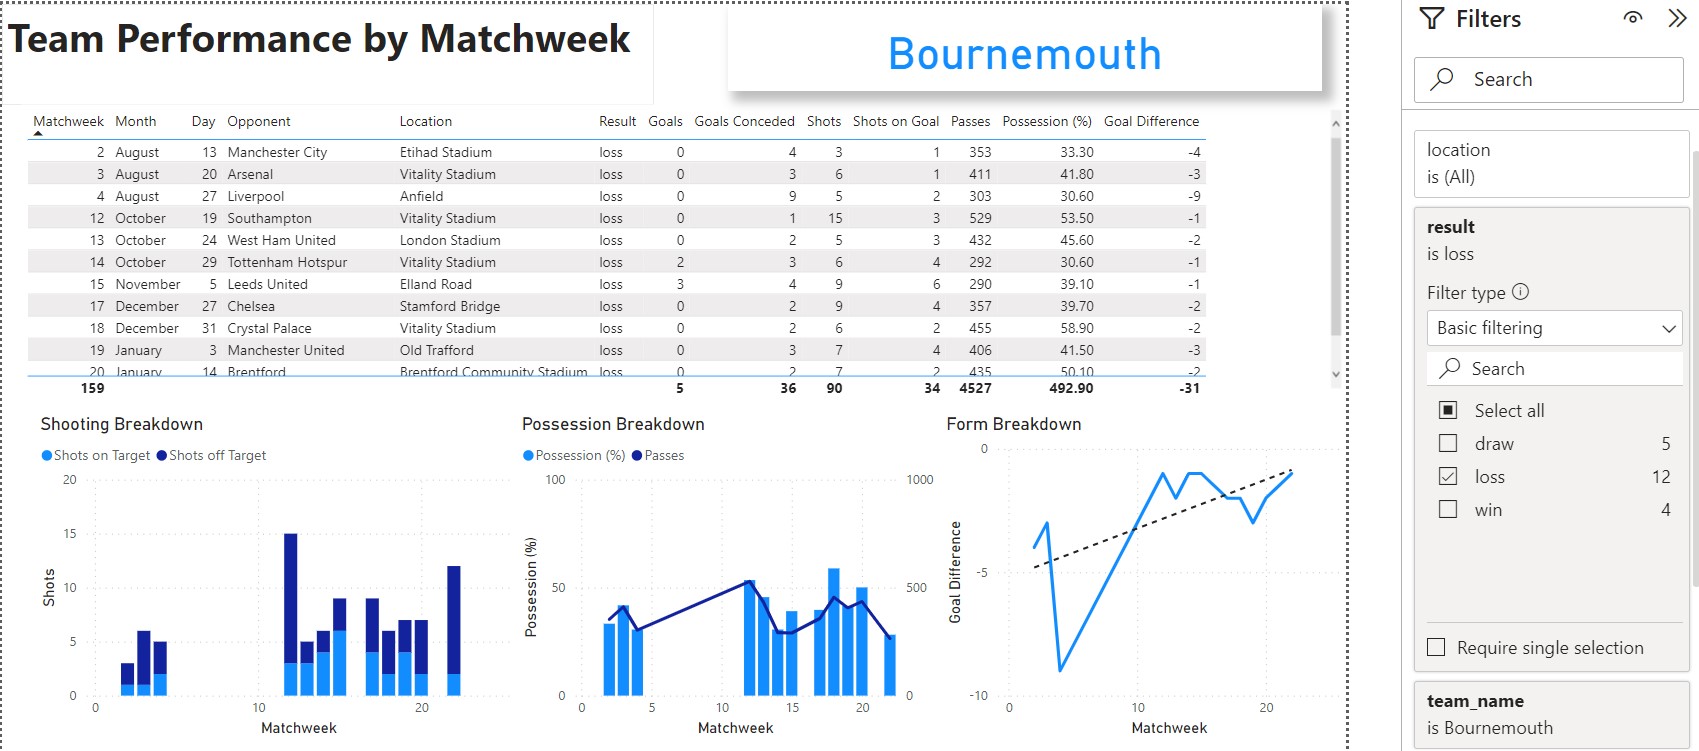 Team Performance by Matchweek
Bournemouth
Matchweek Month Day Opponent Location Result Goals Goals Conceded Shots Shots on Goal Passes Possession (%) Goal Difference
2 August 13 Manchester City Etihad Stadium loss 0 4 3 1 353 33.30 -4
3 August 20 Arsenal Vitality Stadium loss 0 3 6 1 411 41.80 -3
4 August 27 Liverpool Anfield loss 0 9 5 2 303 30.60 -9
12 October 19 Southampton Vitality Stadium loss 0 1 15 3 529 53.50 -1
13 October 24 West Ham United London Stadium loss 0 2 5 3 432 45.60 -2
14 October 29 Tottenham Hotspur Vitality Stadium loss 2 3 6 4 292 30.60 -1
15 November 5 Leeds United Elland Road loss 3 4 9 6 290 39.10 -1
17 December 27 Chelsea Stamford Bridge loss 0 2 9 4 357 39.70 -2
18 December 31 Crystal Palace Vitality Stadium loss 0 2 6 2 455 58.90 -2
19 January 3 Manchester United Old Trafford loss 0 3 7 4 406 41.50 -3
20 January 14 Brentford Brentford Community Stadium loss 0 2 7 2 435 50.10 -2
159 5 36 90 34 4527 492.90 -31
Shooting Breakdown
Shots on Target Shots off Target
20
15
10
5
0
Shots
0 10 20
Matchweek
Possession Breakdown
Possession (%) Passes
100 1000
50 500
0 0
Possession (%)
0 5 10 15 20
Matchweek
Form Breakdown
0
-5
-10
Goal Difference
0 10 20
Matchweek
Filters
Search
location
is (All)
result
is loss
Filter type
Basic filtering
Search
Select all
draw 5
loss 12
win 4
Require single selection
team_name
is Bournemouth